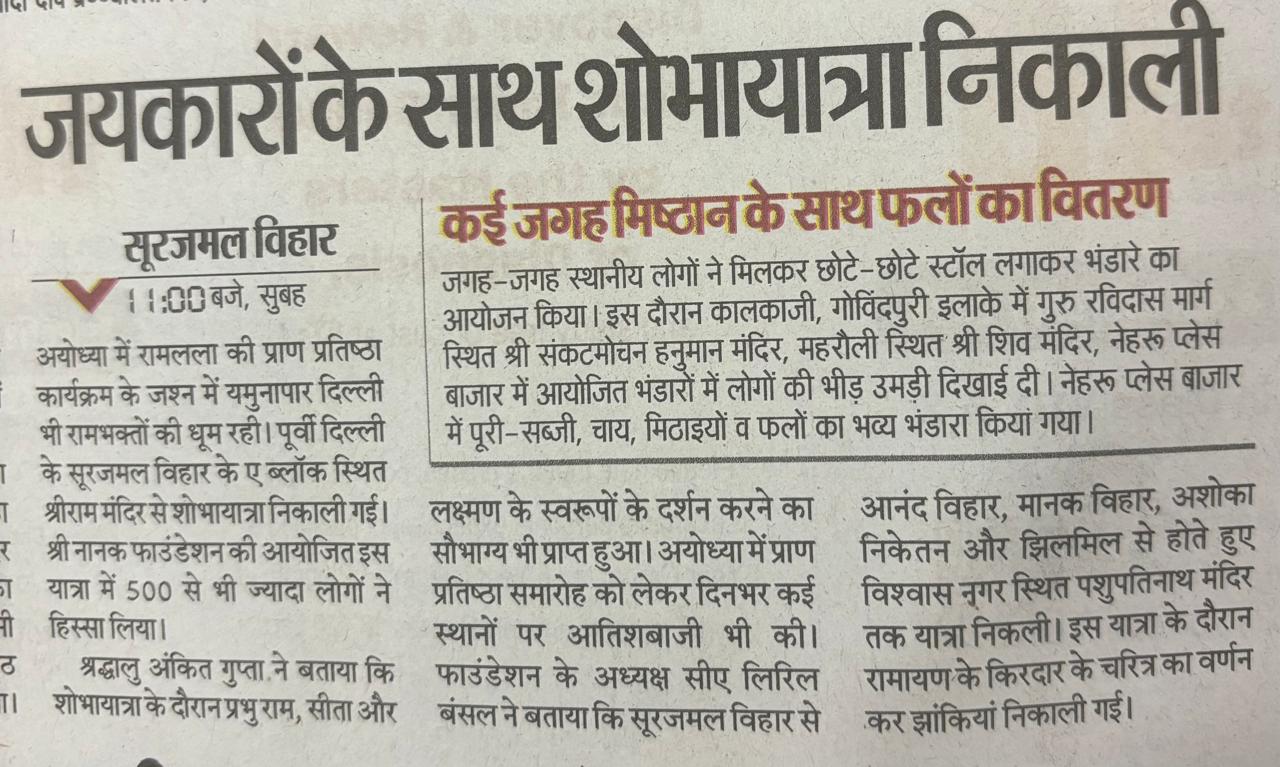 जयकारों के साथ शोभायात्रा निकाली
सूरजमल विहार
11:00 बजे, सुबह
अयोध्या में रामलला की प्राण प्रतिष्ठा
कार्यक्रम के जश्न में यमुनापार दिल्ली
भी रामभक्तों की धूम रही। पूर्वी दिल्ली
के सूरजमल विहार के ए ब्लॉक स्थित
श्रीराम मंदिर से शोभायात्रा निकाली गई।
श्री नानक फाउंडेशन की आयोजित इस
यात्रा में 500 से भी ज्यादा लोगों ने
हिस्सा लिया।
श्रद्धालु अंकित गुप्ता ने बताया कि
शोभायात्रा के दौरान प्रभु राम, सीता और
कई जगह मिष्ठान के साथ फलों का वितरण
जगह-जगह स्थानीय लोगों ने मिलकर छोटे-छोटे स्टॉल लगाकर भंडारे का
आयोजन किया। इस दौरान कालकाजी, गोविंदपुरी इलाके में गुरु रविदास मार्ग
स्थित श्री संकटमोचन हनुमान मंदिर, महरौली स्थित श्री शिव मंदिर, नेहरू प्लेस
बाजार में आयोजित भंडारों में लोगों की भीड़ उमड़ी दिखाई दी। नेहरू प्लेस बाजार
में पूरी-सब्जी, चाय, मिठाइयों व फलों का भव्य भंडारा किया गया।
लक्ष्मण के स्वरूपों के दर्शन करने का
सौभाग्य भी प्राप्त हुआ। अयोध्या में प्राण
प्रतिष्ठा समारोह को लेकर दिनभर कई
स्थानों पर आतिशबाजी भी की।
फाउंडेशन के अध्यक्ष सीए लिरिल
बंसल ने बताया कि सूरजमल विहार से
आनंद विहार, मानक विहार, अशोका
निकेतन और झिलमिल से होते हुए
विश्वास नगर स्थित पशुपतिनाथ मंदिर
तक यात्रा निकली। इस यात्रा के दौरान
रामायण के किरदार के चरित्र का वर्णन
कर झांकियां निकाली गई।